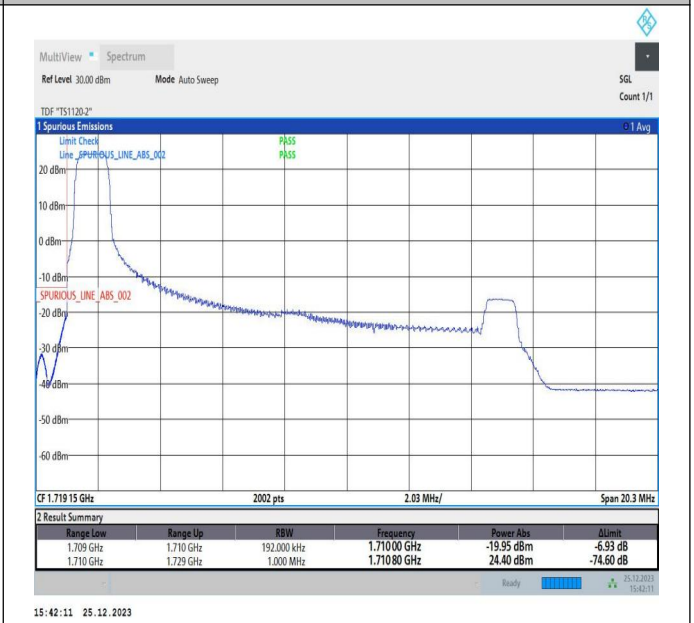 MultiView Spectrum
Ref Level 30.00 dBm Mode Auto Sweep SGL
Count 1/1
TDF "TS1120-2"
1 Spurious Emissions 1 Avg
Limit Check PASS
Line _SPURIOUS_LINE_ABS_002 PASS
20 dBm
10 dBm
0 dBm
-10 dBm
_SPURIOUS_LINE_ABS_002
-20 dBm
-30 dBm
-40 dBm
-50 dBm
-60 dBm
CF 1.719 15 GHz 2002 pts 2.03 MHz/ Span 20.3 MHz
2 Result Summary
Range Low Range Up RBW Frequency Power Abs ΔLimit
1.709 GHz 1.710 GHz 192.000 kHz 1.710 00 GHz -19.95 dBm -6.93 dB
1.710 GHz 1.729 GHz 1.000 MHz 1.710 80 GHz 24.40 dBm -74.60 dB
Ready 25.12.2023
15:42:11
15:42:11 25.12.2023